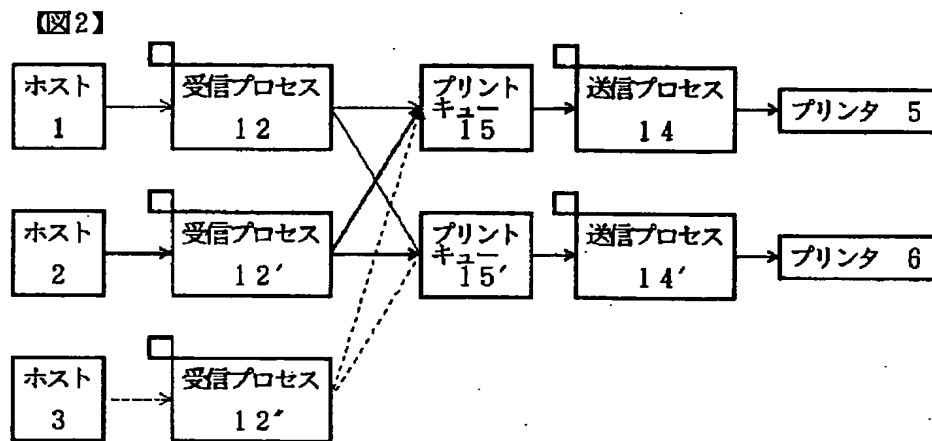 【図2】
ホスト
1
受信プロセス
12
プリント
キュー
15
送信プロセス
14
プリンタ 5
ホスト
2
受信プロセス
12′
プリント
キュー
15′
送信プロセス
14′
プリンタ 6
ホスト
3
受信プロセス
12″